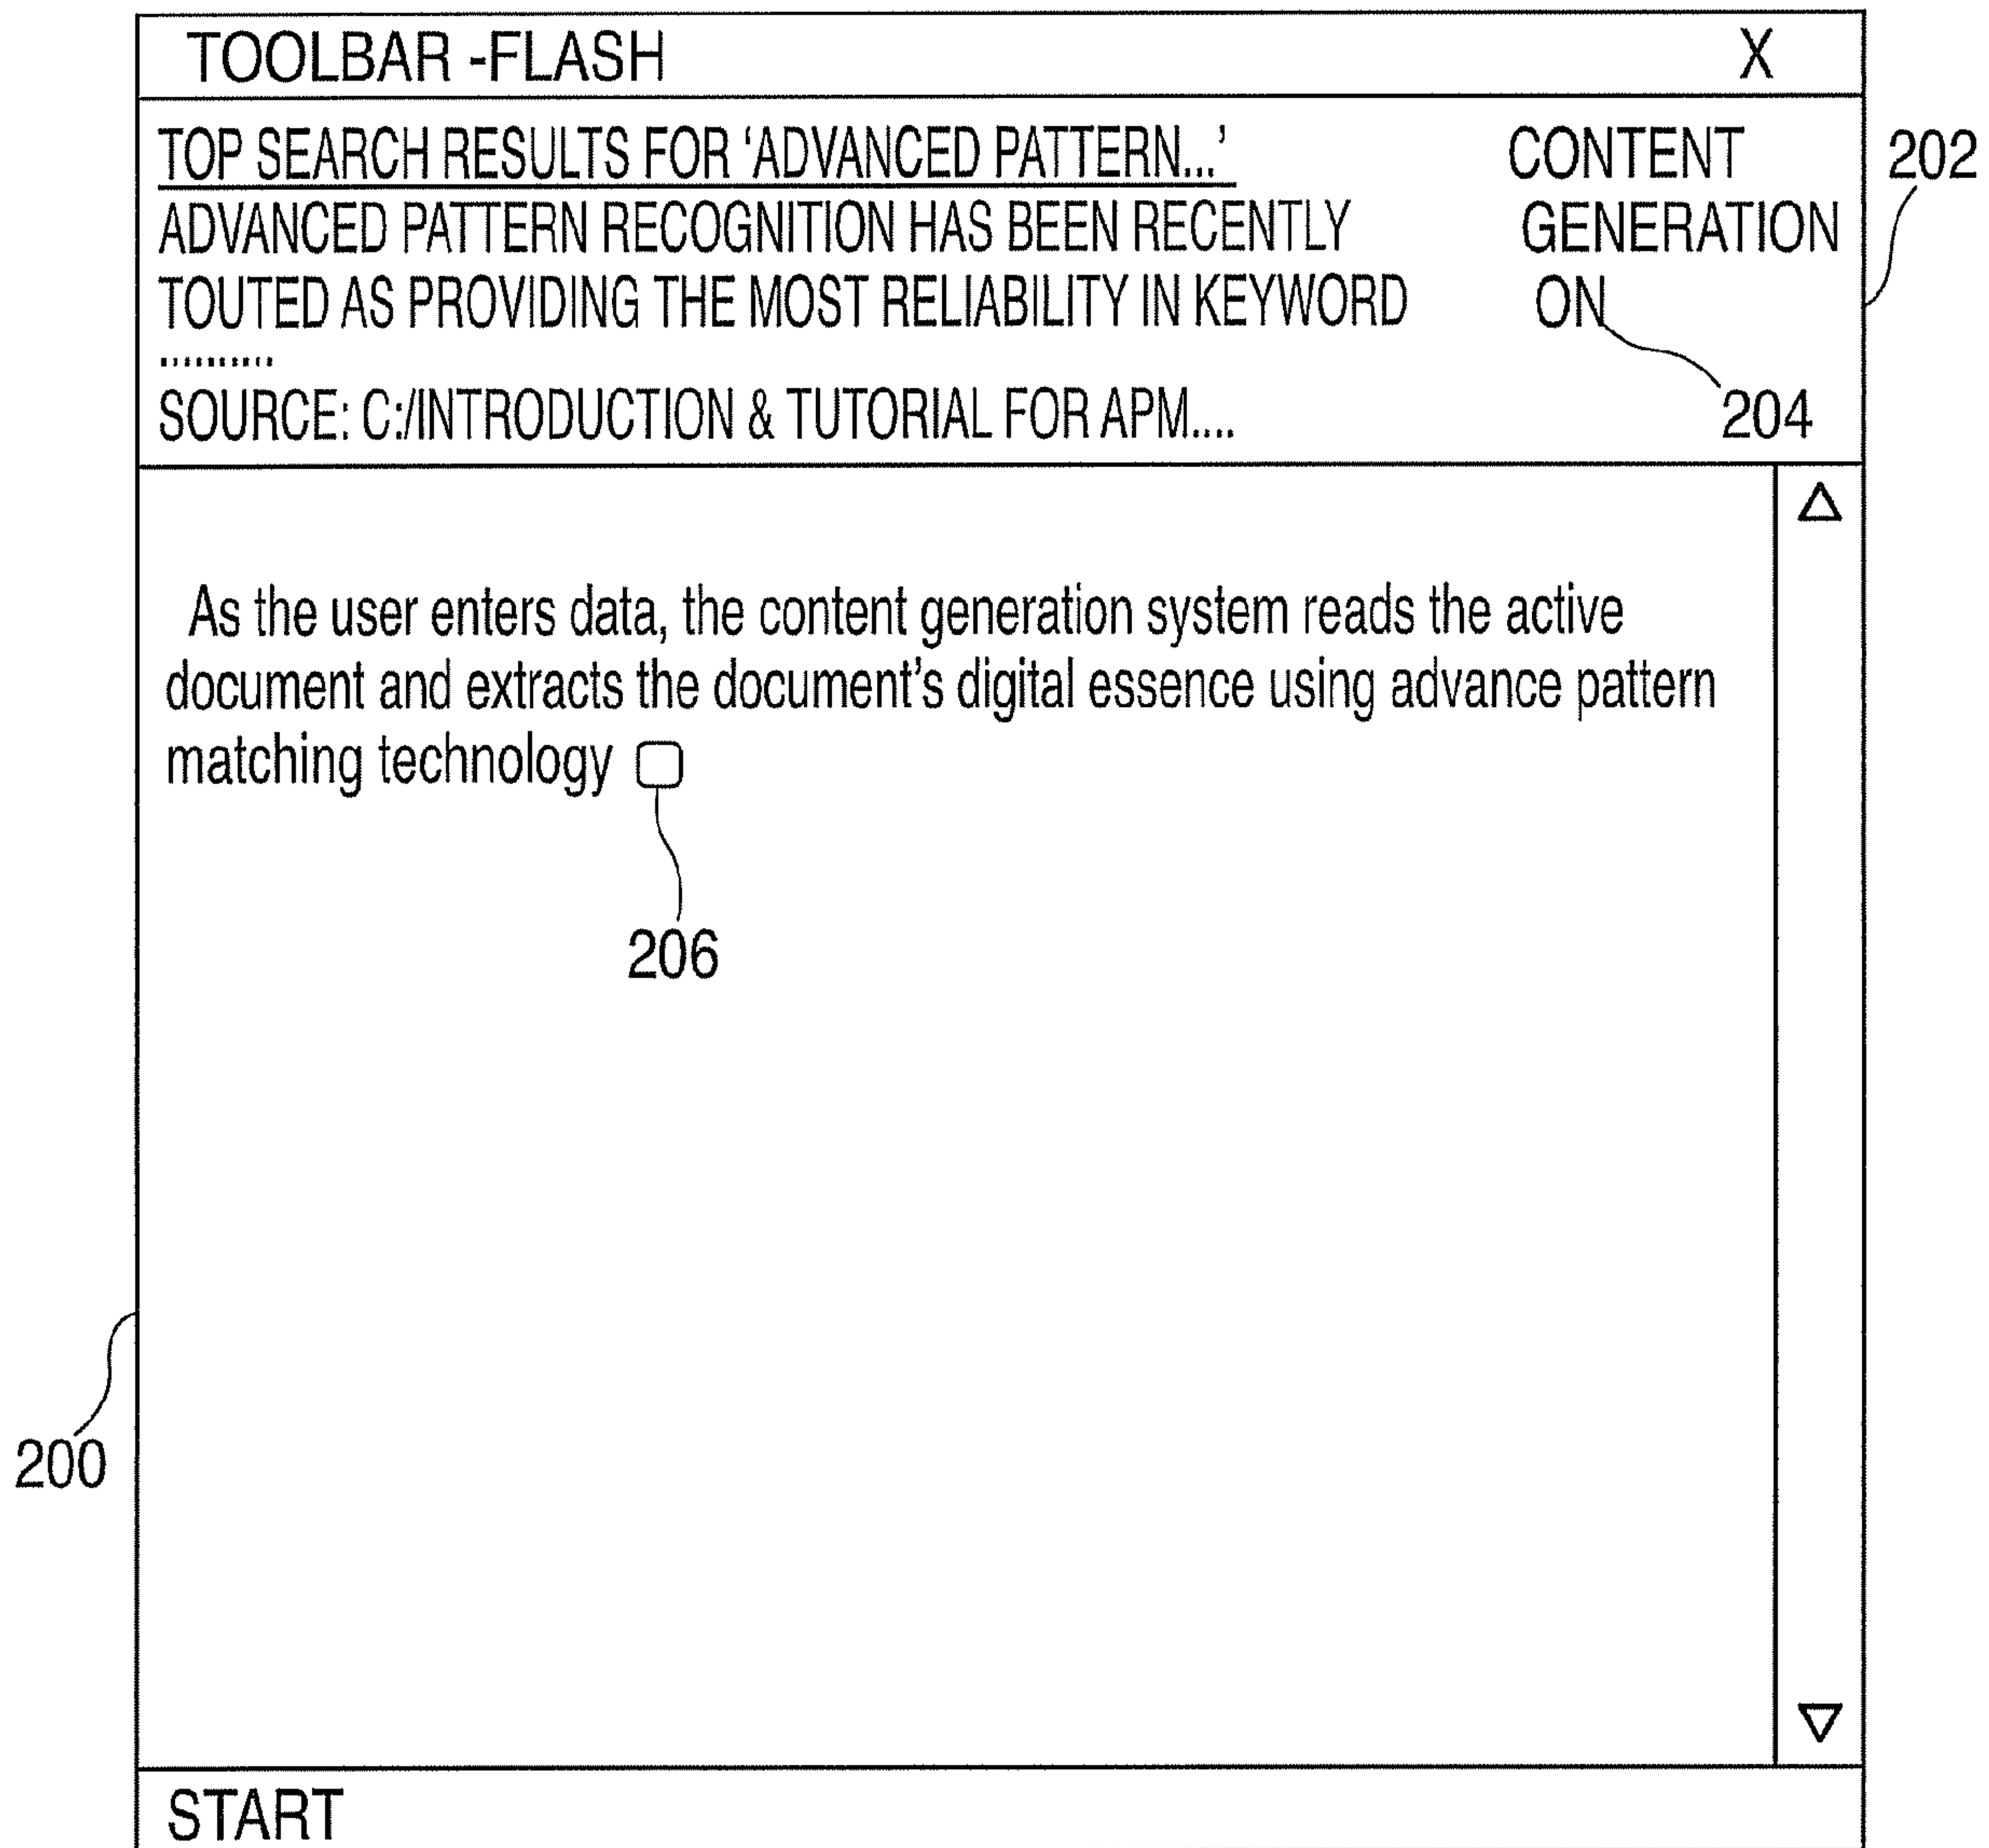 TOOLBAR -FLASH X
TOP SEARCH RESULTS FOR 'ADVANCED PATTERN...'
ADVANCED PATTERN RECOGNITION HAS BEEN RECENTLY
TOUTED AS PROVIDING THE MOST RELIABILITY IN KEYWORD
..........
SOURCE: C:/INTRODUCTION & TUTORIAL FOR APM....
CONTENT
GENERATION
ON
202
204
As the user enters data, the content generation system reads the active
document and extracts the document's digital essence using advance pattern
matching technology
206
200
START